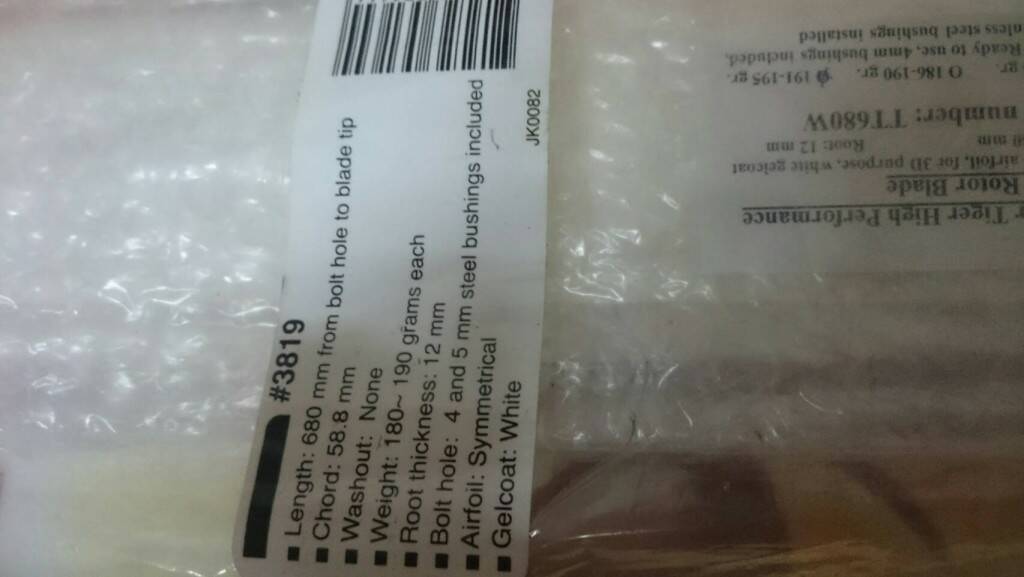 #3819
Length: 680 mm from bolt hole to blade tip
Chord: 58.8 mm
Washout: None
Weight: 180~ 190 grams each
Root thickness: 12 mm
Bolt hole: 4 and 5 mm steel bushings included
Airfoil: Symmetrical
Gelcoat: White
JK0082
Tiger High Performance
Rotor Blade
airfoil, for 3D purpose, white gelcoat
mm Root: 12 mm
number: TT680W
gr. O 186-190 gr. 191-195 gr.
Ready to use, 4mm bushings included,
steel bushings installed